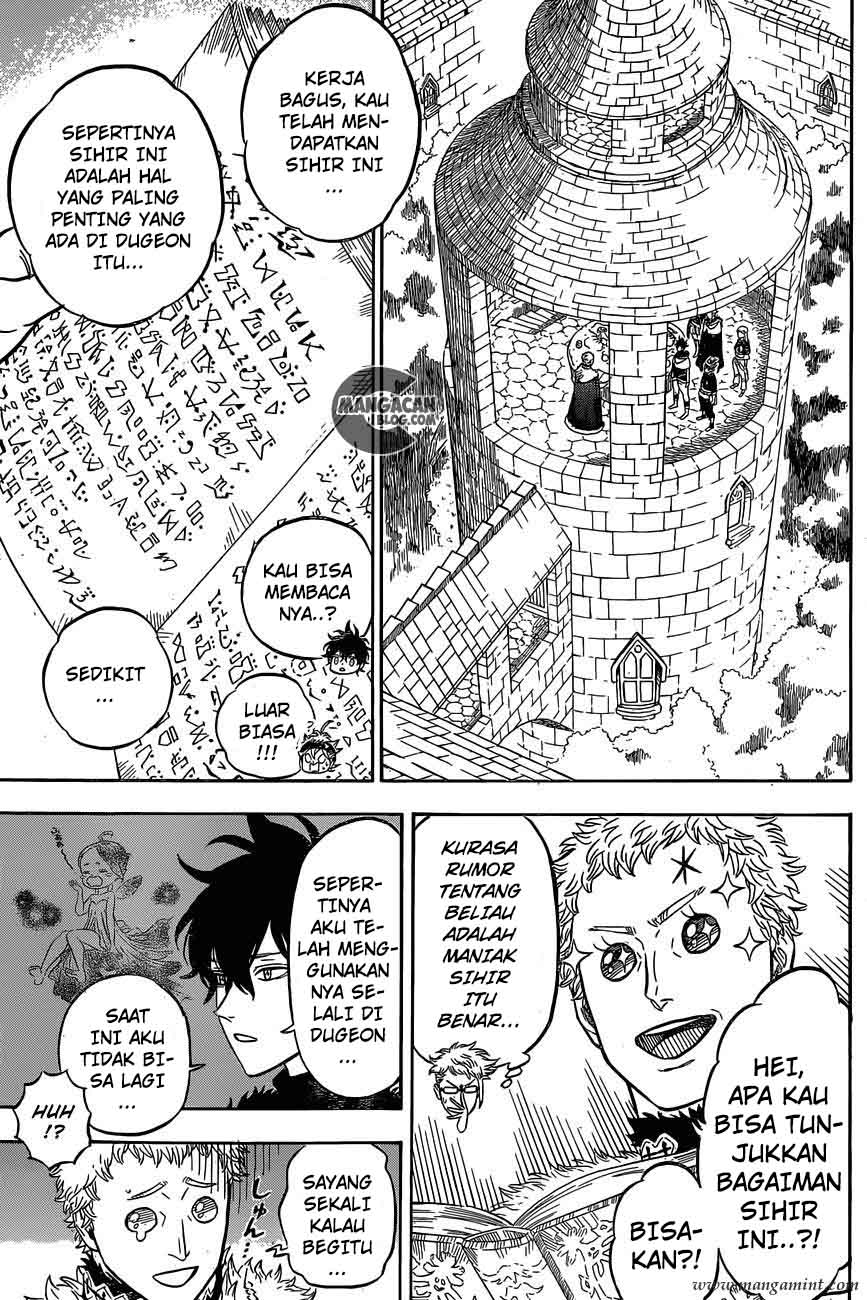 KERJA
BAGUS, KAU
TELAH MEN-
DAPATKAN
SIHIR INI
...
SEPERTINYA
SIHIR INI
ADALAH HAL
YANG PALING
PENTING YANG
ADA DI DUGEON
ITU...
MANGACAN
BLOG.COM
KAU BISA
MEMBACA
NYA..?
SEDIKIT
...
LUAR
BIASA
!!!
KURASA
RUMOR
TENTANG
BELIAU
ADALAH
MANIAK
SIHIR
ITU
BENAR...
HEI,
APA KAU
BISA TUN-
JUKKAN
BAGAIMAN
SIHIR
INI..?!
BISA-
KAN?!
SEPER-
TINYA
AKU TE-
LAH MENG-
GUNAKAN
NYA SE-
LALI DI
DUGEON
...
SAAT
INI AKU
TIDAK BI-
SA LAGI
...
HUH
!?
SAYANG
SEKALI
KALAU
BEGITU
...
しゅん...
www.mangamint.com